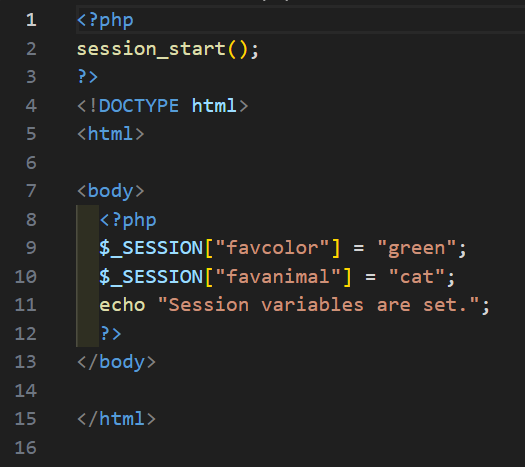 1 <?php
2 session_start();
3 ?>
4 <!DOCTYPE html>
5 <html>
6
7 <body>
8 <?php
9 $_SESSION["favcolor"] = "green";
10 $_SESSION["favanimal"] = "cat";
11 echo "Session variables are set.";
12 ?>
13 </body>
14
15 </html>
16